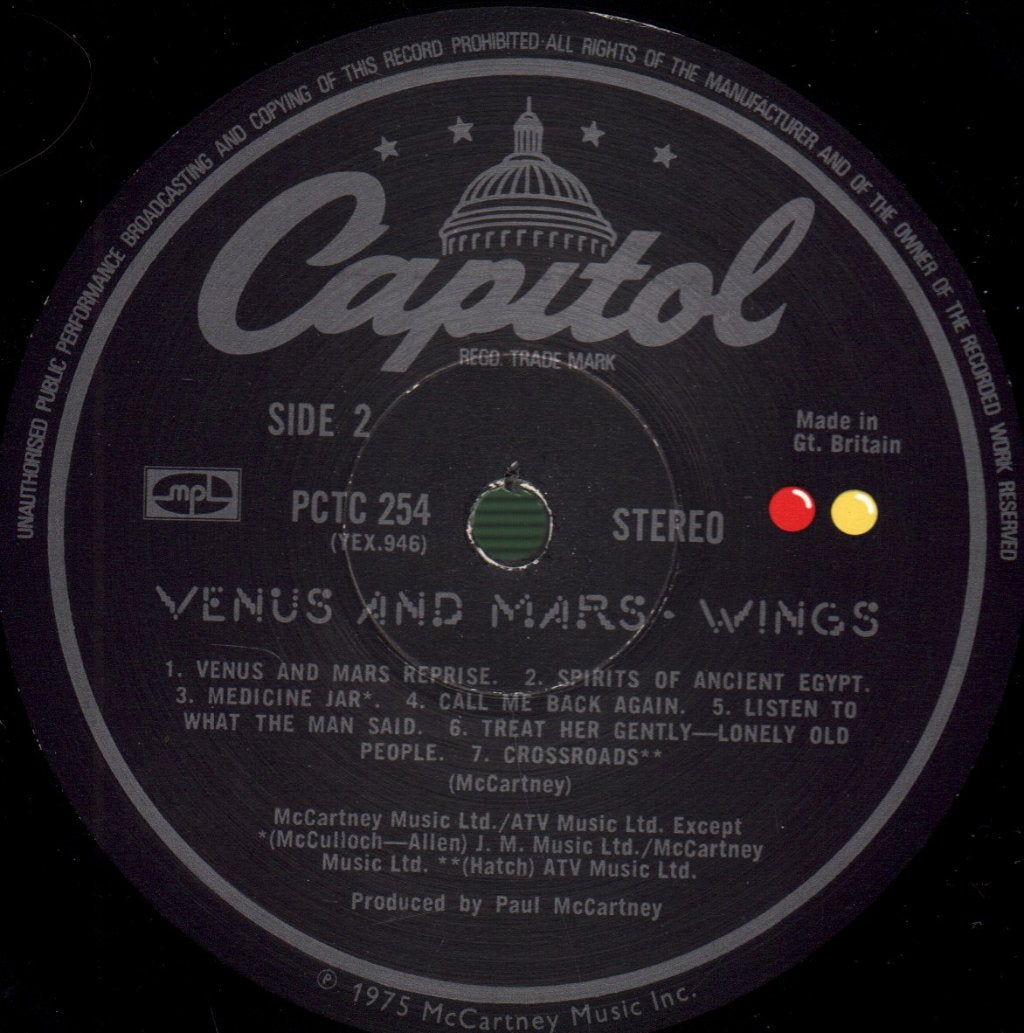 UNAUTHORISED PUBLIC PERFORMANCE BROADCASTING AND COPYING OF THIS RECORD PROHIBITED·ALL RIGHTS OF THE MANUFACTURER AND OF THE OWNER OF THE RECORDED WORK RESERVED
Capitol
REGD. TRADE MARK
SIDE 2
Made in
Gt. Britain
mpl
PCTC 254
STEREO
(YEX.946)
VENUS AND MARS · WINGS
1. VENUS AND MARS REPRISE. 2. SPIRITS OF ANCIENT EGYPT.
3. MEDICINE JAR*. 4. CALL ME BACK AGAIN. 5. LISTEN TO
WHAT THE MAN SAID. 6. TREAT HER GENTLY—LONELY OLD
PEOPLE. 7. CROSSROADS**
(McCartney)
McCartney Music Ltd./ATV Music Ltd. Except
*(McCulloch—Allen) J. M. Music Ltd./McCartney
Music Ltd. **(Hatch) ATV Music Ltd.
Produced by Paul McCartney
℗ 1975 McCartney Music Inc.